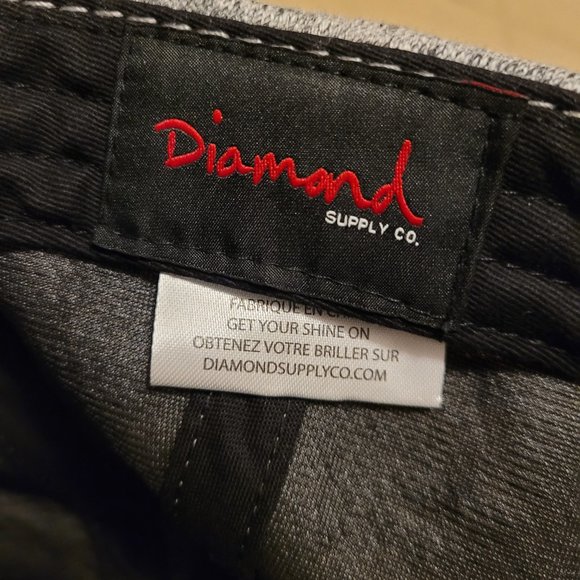 Diamond
SUPPLY CO.
FABRIQUE EN
GET YOUR SHINE ON
OBTENEZ VOTRE BRILLER SUR
DIAMONDSUPPLYCO.COM